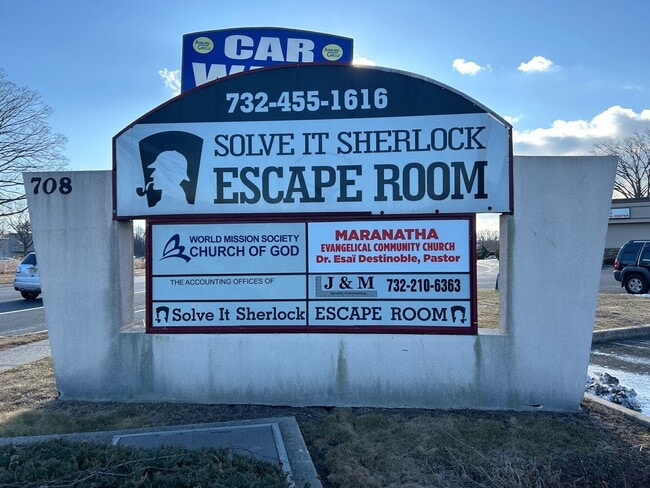 CAR
732-455-1616
SOLVE IT SHERLOCK
ESCAPE ROOM
708
WORLD MISSION SOCIETY
CHURCH OF GOD
MARANATHA
EVANGELICAL COMMUNITY CHURCH
Dr. Esaï Destinoble, Pastor
THE ACCOUNTING OFFICES OF
J & M 732-210-6363
Solve It Sherlock ESCAPE ROOM